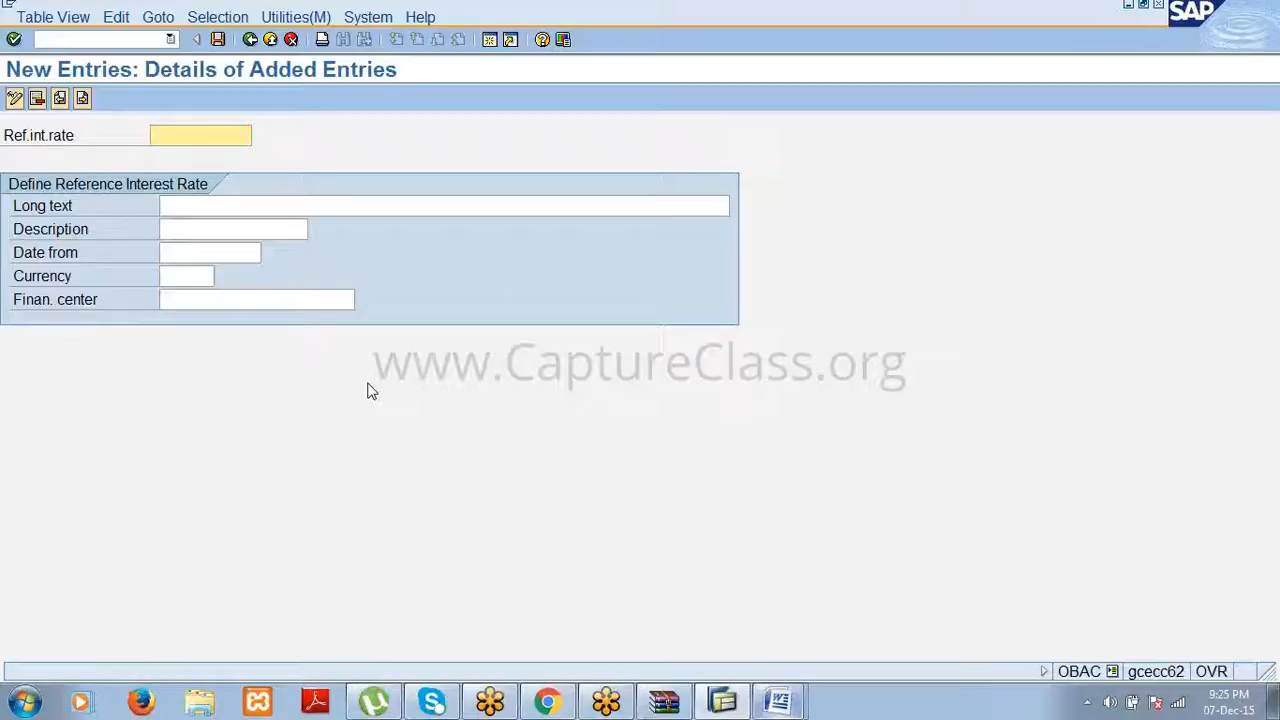 Table View Edit Goto Selection Utilities(M) System Help
SAP
New Entries: Details of Added Entries
Ref.int.rate
Define Reference Interest Rate
Long text
Description
Date from
Currency
Finan. center
www.CaptureClass.org
OBAC gcecc62 OVR
9:25 PM
07-Dec-15